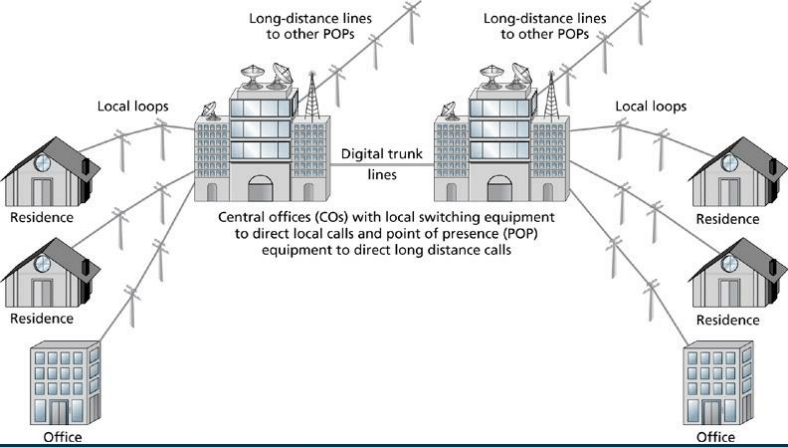 Long-distance lines
to other POPs
Long-distance lines
to other POPs
Local loops
Local loops
Digital trunk
lines
Residence
Residence
Central offices (COs) with local switching equipment
to direct local calls and point of presence (POP)
equipment to direct long distance calls
Residence
Residence
Office
Office